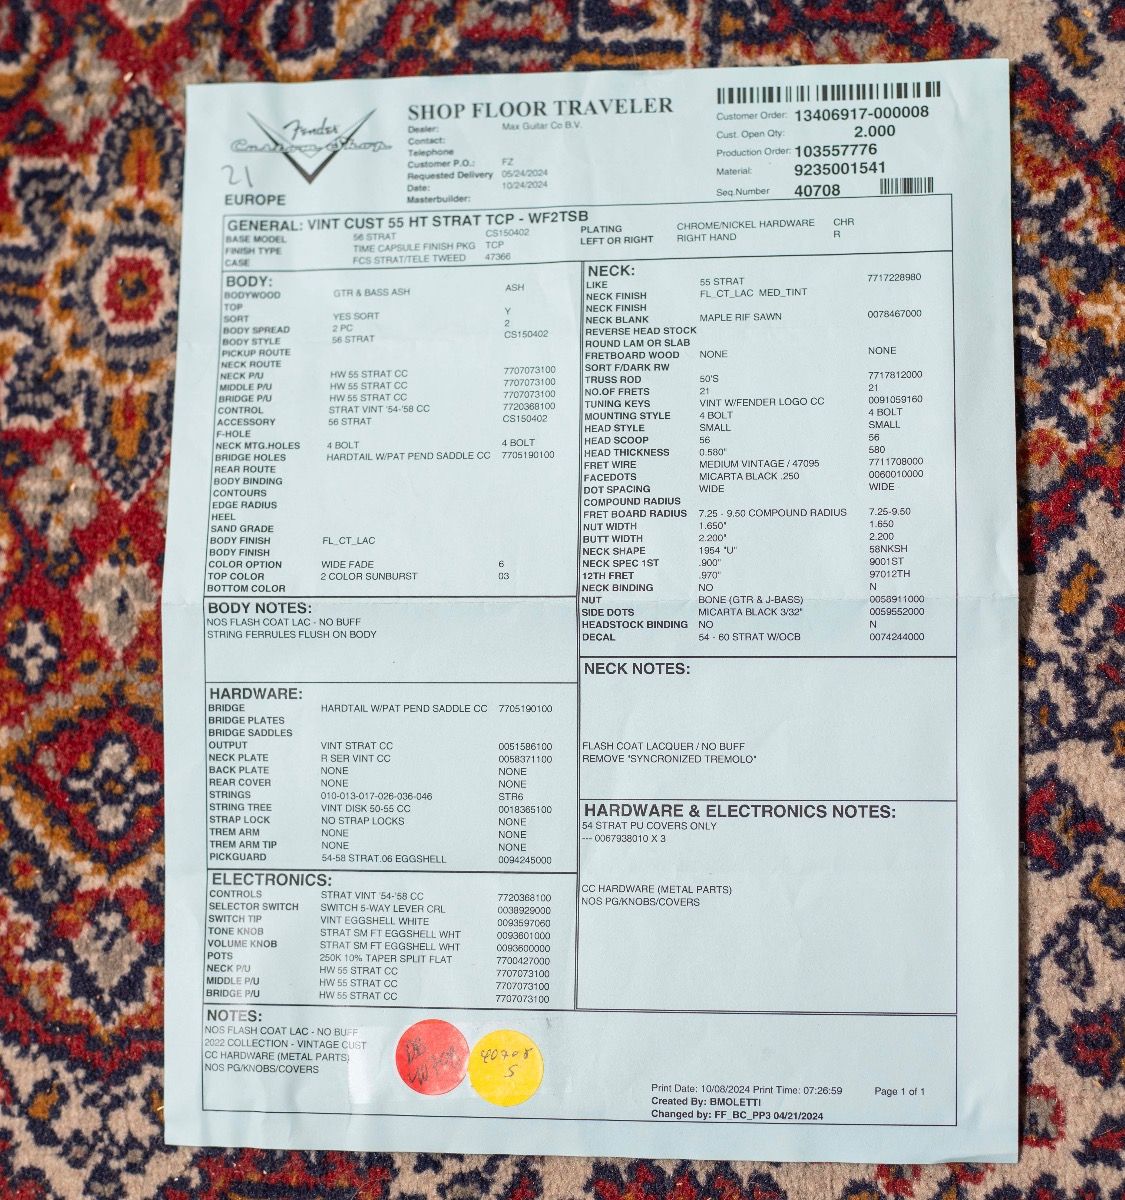 Fender
Custom Shop
21
EUROPE
SHOP FLOOR TRAVELER
Dealer: Max Guitar Co B.V.
Contact:
Telephone
Customer P.O.: FZ
Requested Delivery 05/24/2024
Date: 10/24/2024
Masterbuilder:
Customer Order: 13406917-000008
Cust. Open Qty: 2.000
Production Order: 103557776
Material: 9235001541
Seq.Number 40708
GENERAL: VINT CUST 55 HT STRAT TCP - WF2TSB
BASE MODEL 56 STRAT CS150402
FINISH TYPE TIME CAPSULE FINISH PKG TCP
CASE FCS STRAT/TELE TWEED 47366
PLATING CHROME/NICKEL HARDWARE CHR
LEFT OR RIGHT RIGHT HAND R
BODY:
BODYWOOD GTR & BASS ASH ASH
TOP
SORT YES SORT Y
BODY SPREAD 2 PC 2
BODY STYLE 56 STRAT CS150402
PICKUP ROUTE
NECK ROUTE
NECK P/U HW 55 STRAT CC 7707073100
MIDDLE P/U HW 55 STRAT CC 7707073100
BRIDGE P/U HW 55 STRAT CC 7707073100
CONTROL STRAT VINT '54-'58 CC 7720368100
ACCESSORY 56 STRAT CS150402
F-HOLE
NECK MTG.HOLES 4 BOLT 4 BOLT
BRIDGE HOLES HARDTAIL W/PAT PEND SADDLE CC 7705190100
REAR ROUTE
BODY BINDING
CONTOURS
EDGE RADIUS
HEEL
SAND GRADE
BODY FINISH FL_CT_LAC
BODY FINISH
COLOR OPTION WIDE FADE 6
TOP COLOR 2 COLOR SUNBURST 03
BOTTOM COLOR
BODY NOTES:
NOS FLASH COAT LAC - NO BUFF
STRING FERRULES FLUSH ON BODY
HARDWARE:
BRIDGE HARDTAIL W/PAT PEND SADDLE CC 7705190100
BRIDGE PLATES
BRIDGE SADDLES
OUTPUT VINT STRAT CC 0051586100
NECK PLATE R SER VINT CC 0058371100
BACK PLATE NONE NONE
REAR COVER NONE NONE
STRINGS 010-013-017-026-036-046 STR6
STRING TREE VINT DISK 50-55 CC 0018365100
STRAP LOCK NO STRAP LOCKS NONE
TREM ARM NONE NONE
TREM ARM TIP NONE NONE
PICKGUARD 54-58 STRAT.06 EGGSHELL 0094245000
ELECTRONICS:
CONTROLS STRAT VINT '54-'58 CC 7720368100
SELECTOR SWITCH SWITCH 5-WAY LEVER CRL 0038929000
SWITCH TIP VINT EGGSHELL WHITE 0093597060
TONE KNOB STRAT SM FT EGGSHELL WHT 0093601000
VOLUME KNOB STRAT SM FT EGGSHELL WHT 0093600000
POTS 250K 10% TAPER SPLIT FLAT 7700427000
NECK P/U HW 55 STRAT CC 7707073100
MIDDLE P/U HW 55 STRAT CC 7707073100
BRIDGE P/U HW 55 STRAT CC 7707073100
NECK:
LIKE 55 STRAT 7717228980
NECK FINISH FL_CT_LAC MED_TINT
NECK FINISH
NECK BLANK MAPLE RIF SAWN 0078467000
REVERSE HEAD STOCK
ROUND LAM OR SLAB
FRETBOARD WOOD NONE NONE
SORT F/DARK RW
TRUSS ROD 50'S 7717812000
NO.OF FRETS 21 21
TUNING KEYS VINT W/FENDER LOGO CC 0091059160
MOUNTING STYLE 4 BOLT 4 BOLT
HEAD STYLE SMALL SMALL
HEAD SCOOP 56 56
HEAD THICKNESS 0.580" 580
FRET WIRE MEDIUM VINTAGE / 47095 7711708000
FACEDOTS MICARTA BLACK .250 0060010000
DOT SPACING WIDE WIDE
COMPOUND RADIUS
FRET BOARD RADIUS 7.25 - 9.50 COMPOUND RADIUS 7.25-9.50
NUT WIDTH 1.650" 1.650
BUTT WIDTH 2.200" 2.200
NECK SHAPE 1954 "U" 58NKSH
NECK SPEC 1ST .900" 9001ST
12TH FRET .970" 97012TH
NECK BINDING NO N
NUT BONE (GTR & J-BASS) 0058911000
SIDE DOTS MICARTA BLACK 3/32" 0059552000
HEADSTOCK BINDING NO N
DECAL 54 - 60 STRAT W/OCB 0074244000
NECK NOTES:
FLASH COAT LACQUER / NO BUFF
REMOVE "SYNCRONIZED TREMOLO"
HARDWARE & ELECTRONICS NOTES:
54 STRAT PU COVERS ONLY
--- 0067938010 X 3
CC HARDWARE (METAL PARTS)
NOS PG/KNOBS/COVERS
NOTES:
NOS FLASH COAT LAC - NO BUFF
2022 COLLECTION - VINTAGE CUST
CC HARDWARE (METAL PARTS)
NOS PG/KNOBS/COVERS
40708
5
Print Date: 10/08/2024 Print Time: 07:26:59 Page 1 of 1
Created By: BMOLETTI
Changed by: FF_BC_PP3 04/21/2024